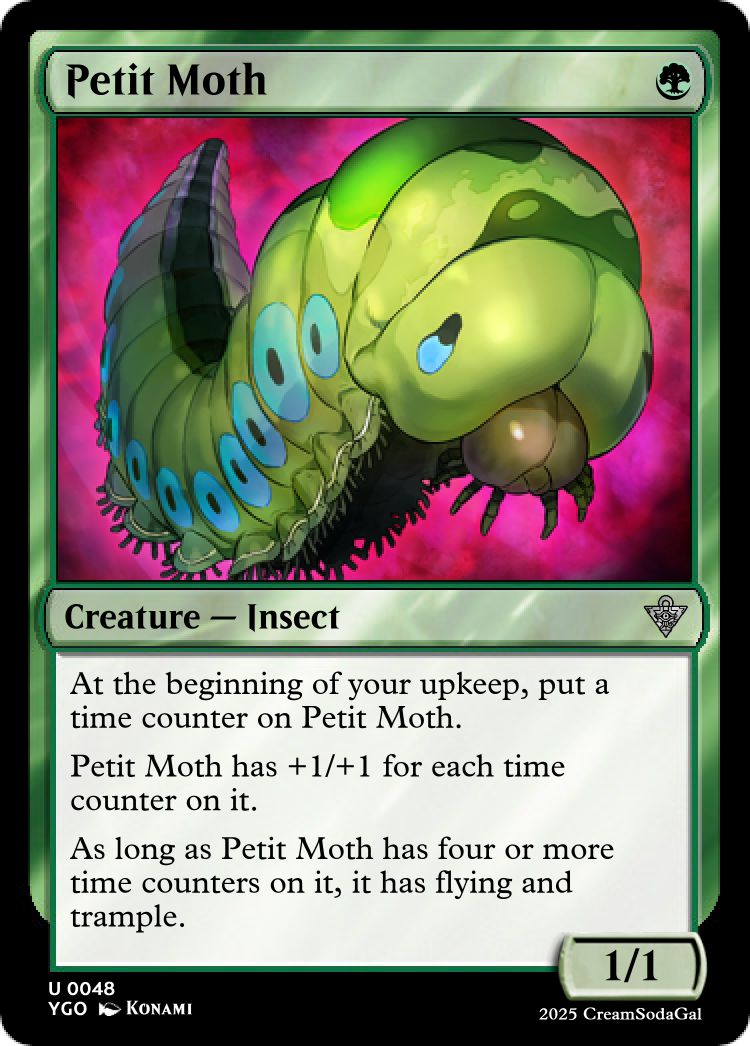 Petit Moth
Creature — Insect
At the beginning of your upkeep, put a
time counter on Petit Moth.
Petit Moth has +1/+1 for each time
counter on it.
As long as Petit Moth has four or more
time counters on it, it has flying and
trample.
1/1
U 0048
YGO KONAMI
2025 CreamSodaGal